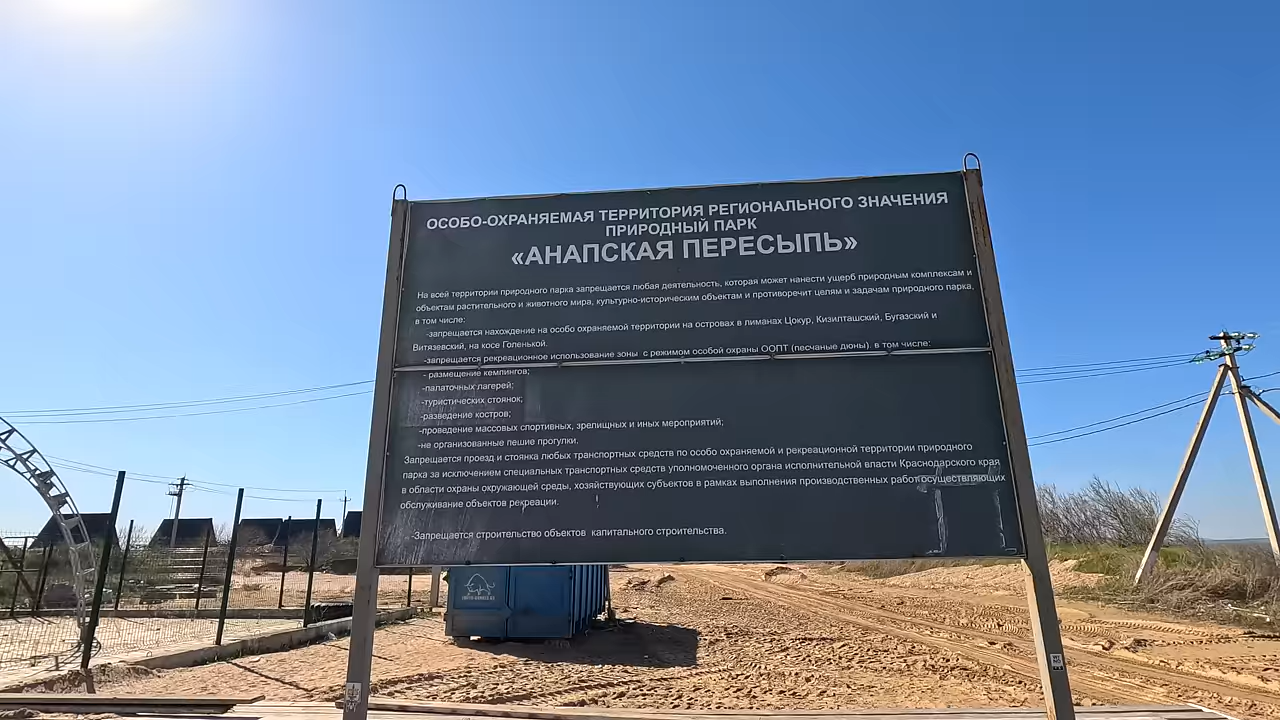 ОСОБО-ОХРАНЯЕМАЯ ТЕРРИТОРИЯ РЕГИОНАЛЬНОГО ЗНАЧЕНИЯ
ПРИРОДНЫЙ ПАРК
«АНАПСКАЯ ПЕРЕСЫПЬ»
На всей территории природного парка запрещается любая деятельность, которая может нанести ущерб природным комплексам и
объектам растительного и животного мира, культурно-историческим объектам и противоречит целям и задачам природного парка,
в том числе:
-запрещается нахождение на особо охраняемой территории на островах в лиманах Цокур, Кизилташский, Бугазский и
Витязевский, на косе Голенькой.
-запрещается рекреационное использование зоны с режимом особой охраны ООПТ (песчаные дюны). в том числе:
- размещение кемпингов;
-палаточных лагерей;
-туристических стоянок;
-разведение костров;
-проведение массовых спортивных, зрелищных и иных мероприятий;
-не организованные пешие прогулки.
Запрещается проезд и стоянка любых транспортных средств по особо охраняемой и рекреационной территории природного
парка за исключением специальных транспортных средств уполномоченного органа исполнительной власти Краснодарского края
в области охраны окружающей среды, хозяйствующих субъектов в рамках выполнения производственных работ осуществляющих
обслуживание объектов рекреации.
-Запрещается строительство объектов капитального строительства.